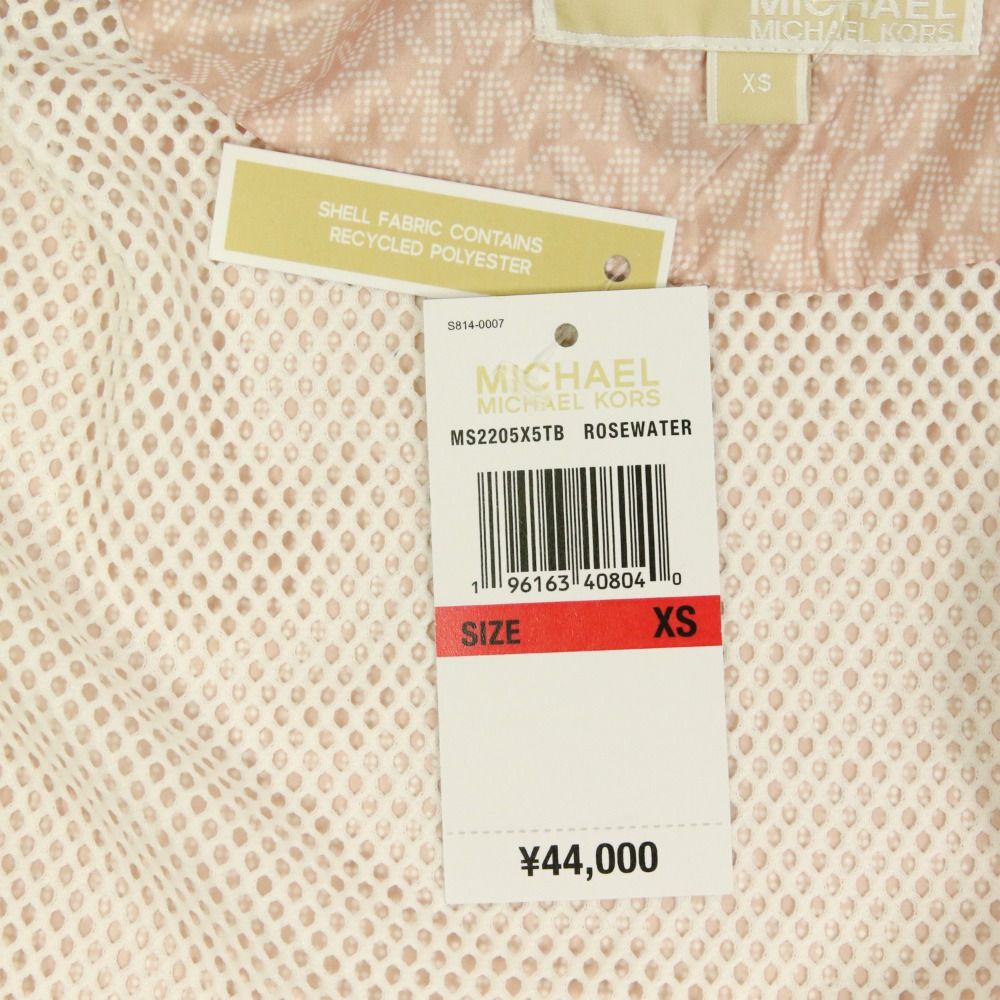 MICHAEL
MICHAEL KORS
XS
SHELL FABRIC CONTAINS
RECYCLED POLYESTER
S814-0007
MICHAEL
MICHAEL KORS
MS2205X5TB ROSEWATER
1 96163 40804 0
SIZE XS
¥44,000